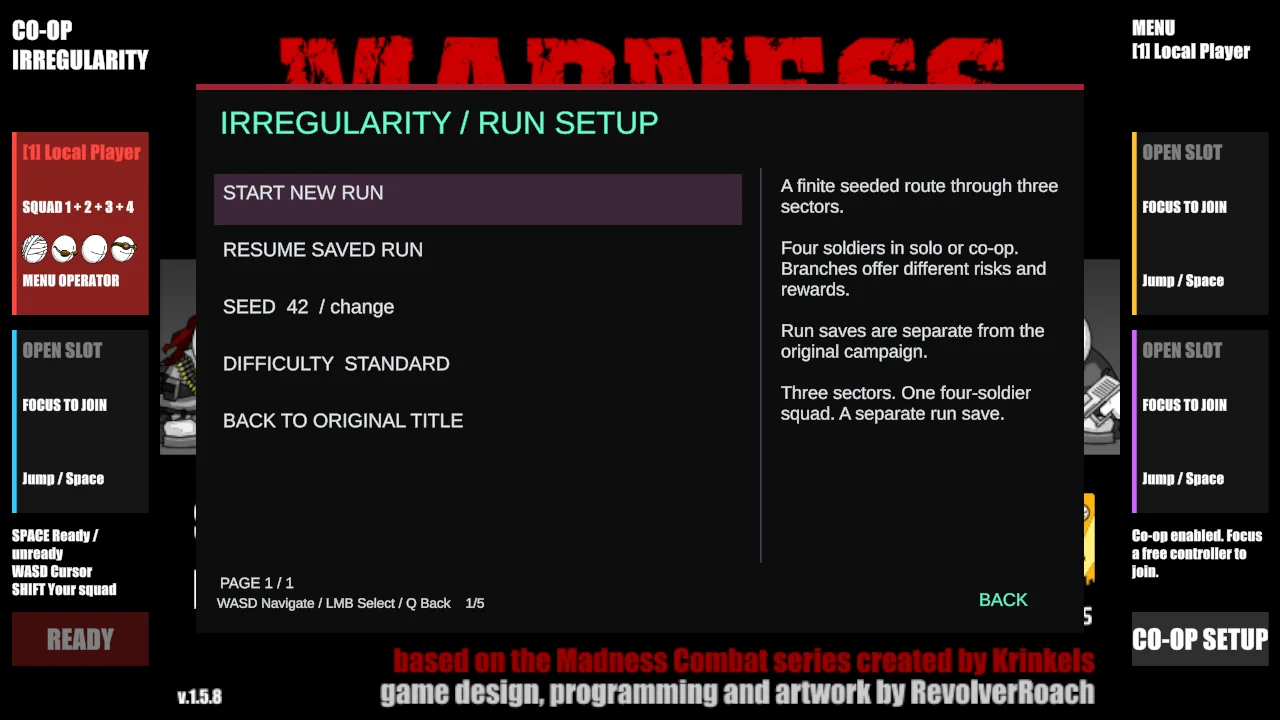 CO-OP
IRREGULARITY
MADNESS
MENU
[1] Local Player
IRREGULARITY / RUN SETUP
START NEW RUN
RESUME SAVED RUN
SEED 42 / change
DIFFICULTY STANDARD
BACK TO ORIGINAL TITLE
A finite seeded route through three
sectors.
Four soldiers in solo or co-op.
Branches offer different risks and
rewards.
Run saves are separate from the
original campaign.
Three sectors. One four-soldier
squad. A separate run save.
PAGE 1 / 1
WASD Navigate / LMB Select / Q Back 1/5
BACK
[1] Local Player
SQUAD 1 + 2 + 3 + 4
MENU OPERATOR
OPEN SLOT
FOCUS TO JOIN
Jump / Space
SPACE Ready /
unready
WASD Cursor
SHIFT Your squad
READY
OPEN SLOT
FOCUS TO JOIN
Jump / Space
OPEN SLOT
FOCUS TO JOIN
Jump / Space
Co-op enabled. Focus
a free controller to
join.
CO-OP SETUP
based on the Madness Combat series created by Krinkels
game design, programming and artwork by RevolverRoach
v.1.5.8